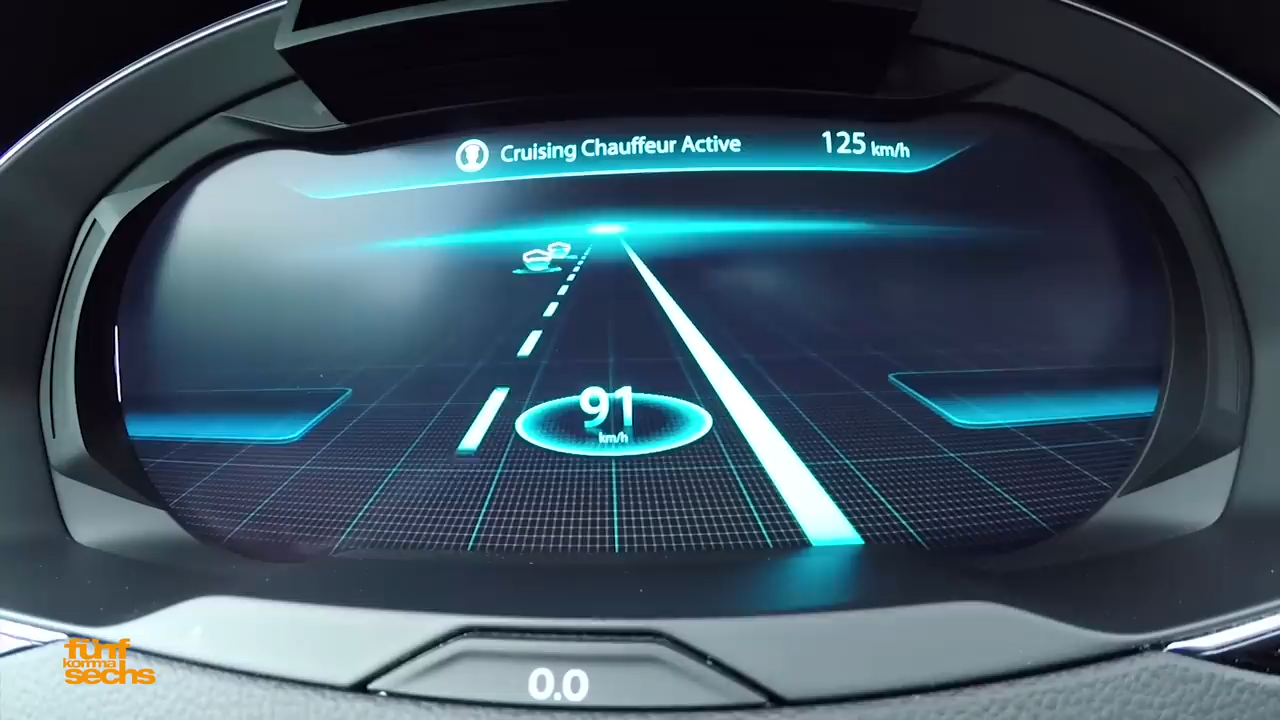 Cruising Chauffeur Active 125 km/h
91
km/h
fünf
komma
sechs
0.0